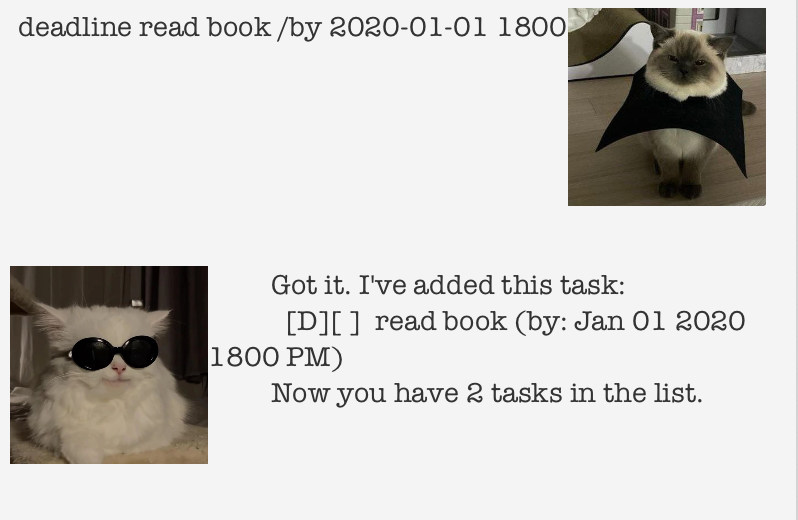 deadline read book /by 2020-01-01 1800
Got it. I've added this task:
[D][ ] read book (by: Jan 01 2020
1800 PM)
Now you have 2 tasks in the list.